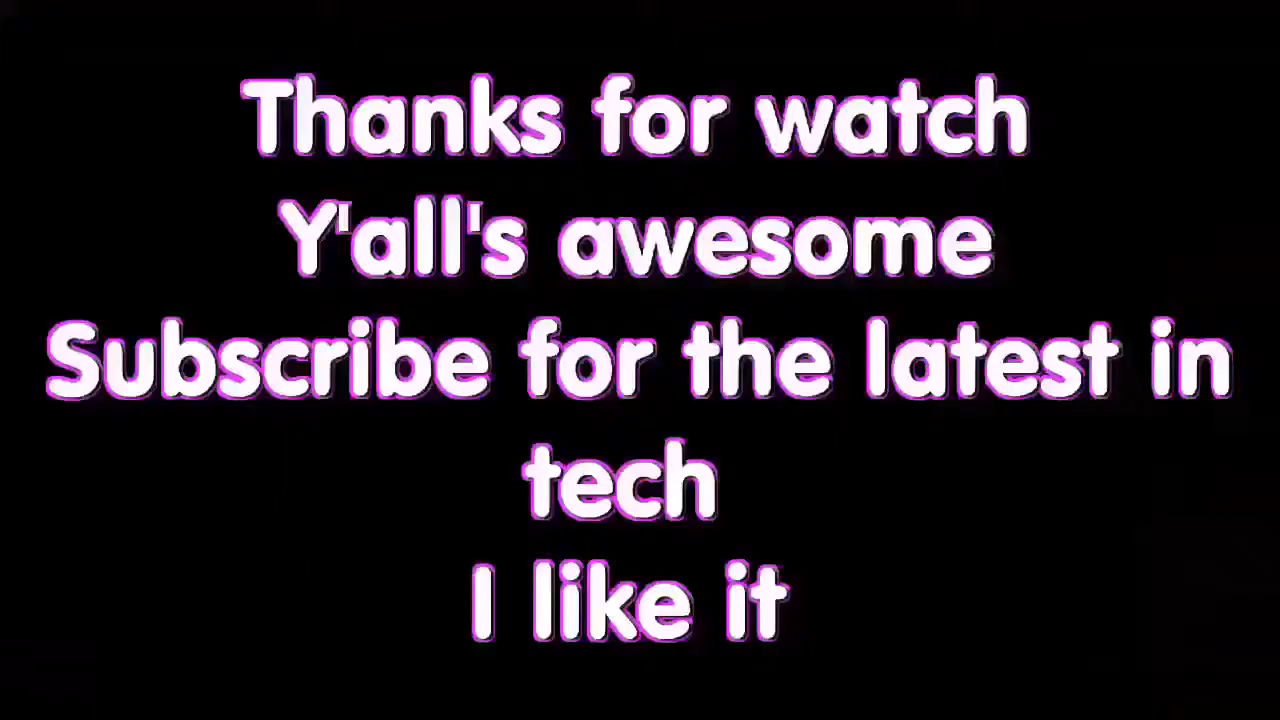 Thanks for watch
Y'all's awesome
Subscribe for the latest in
tech
I like it